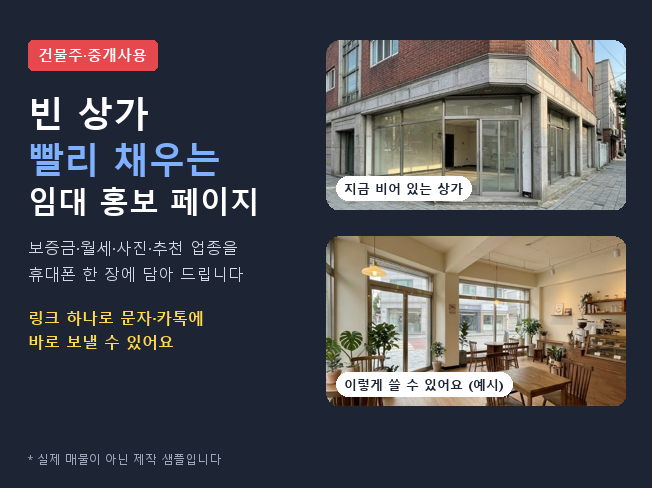 건물주·중개사용
빈 상가
빨리 채우는
임대 홍보 페이지
보증금·월세·사진·추천 업종을
휴대폰 한 장에 담아 드립니다
링크 하나로 문자·카톡에
바로 보낼 수 있어요
* 실제 매물이 아닌 제작 샘플입니다
지금 비어 있는 상가
이렇게 쓸 수 있어요 (예시)